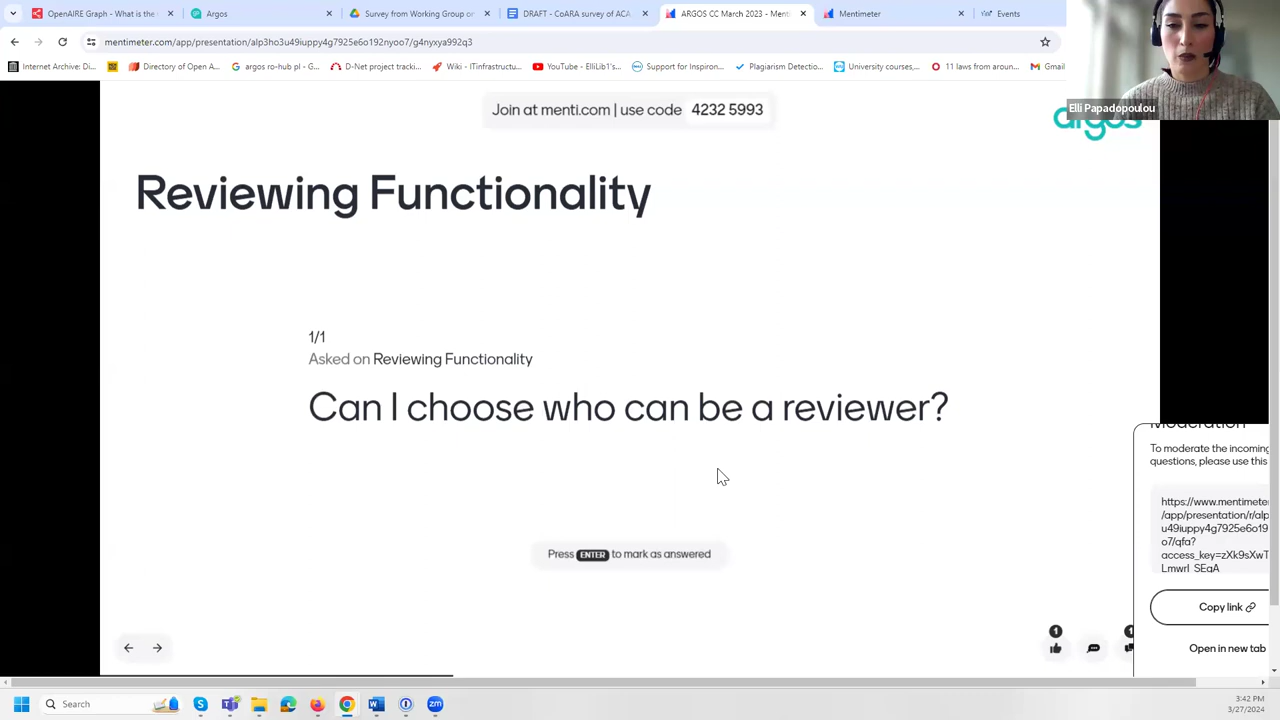 OpenAIRE Graph - What is the
Argos
Survey from Working Group on
DRAFT - CoARA survey of ACA
ARGOS CC March 2023 - Menti
Mentimeter
Events
mentimeter.com/app/presentation/alp3ho3u49iuppy4g7925e6o192nyoo7/g4nyxya992q3
Internet Archive: Di...
Directory of Open A...
argos ro-hub pl - G...
D-Net project tracki...
Wiki - ITinfrastructu...
YouTube - ElliLib1's...
Support for Inspiron...
Plagiarism Detectio...
University courses,...
11 laws from aroun...
Gmail
Elli Papadopoulou
Join at menti.com | use code 4232 5993
argos
Reviewing Functionality
1/1
Asked on Reviewing Functionality
Can I choose who can be a reviewer?
Press ENTER to mark as answered
Moderation
To moderate the incoming
questions, please use this
https://www.mentimeter
/app/presentation/r/alp
u49iuppy4g7925e6o19
o7/qfa?
access_key=zXk9sXwT
LmwrI_SEqA
Copy link
Open in new tab
1
1
Search
3:42 PM
3/27/2024